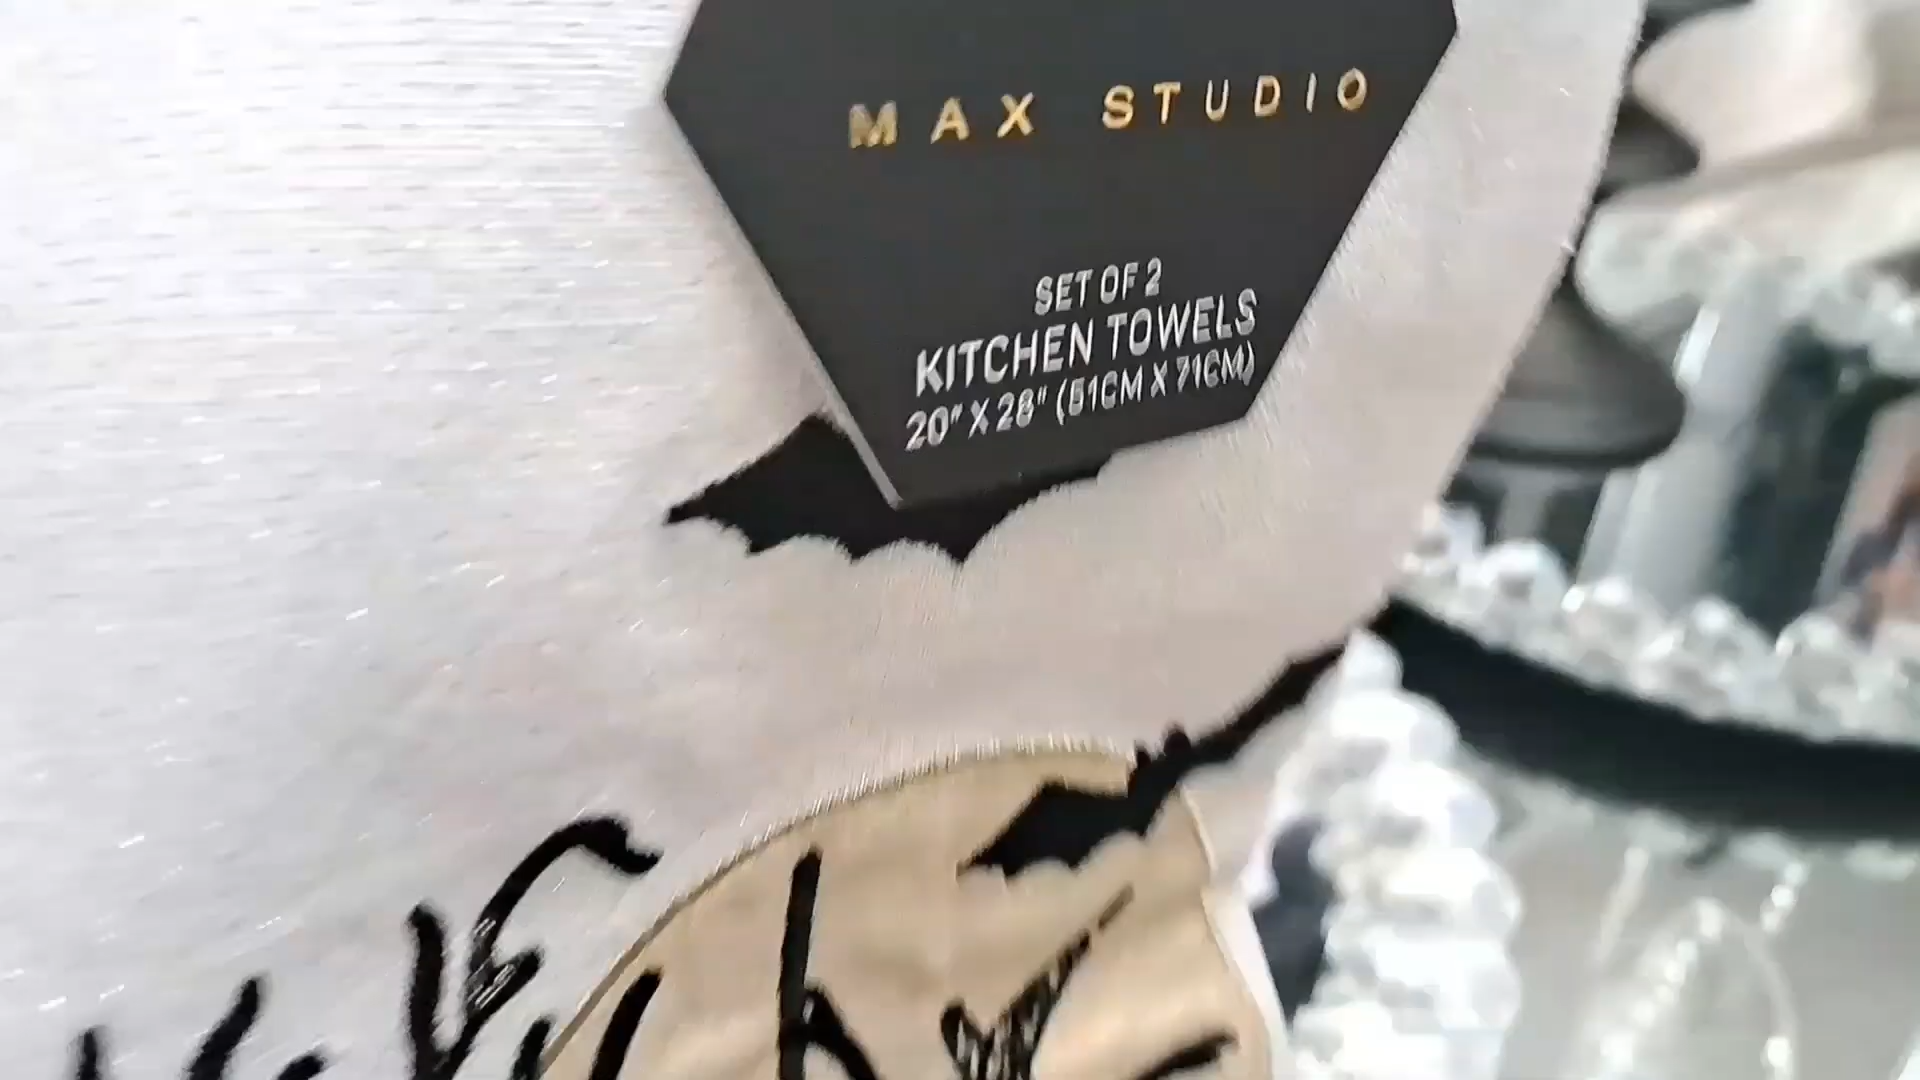 MAX STUDIO
SET OF 2
KITCHEN TOWELS
20" X 28" (51CM X 71CM)